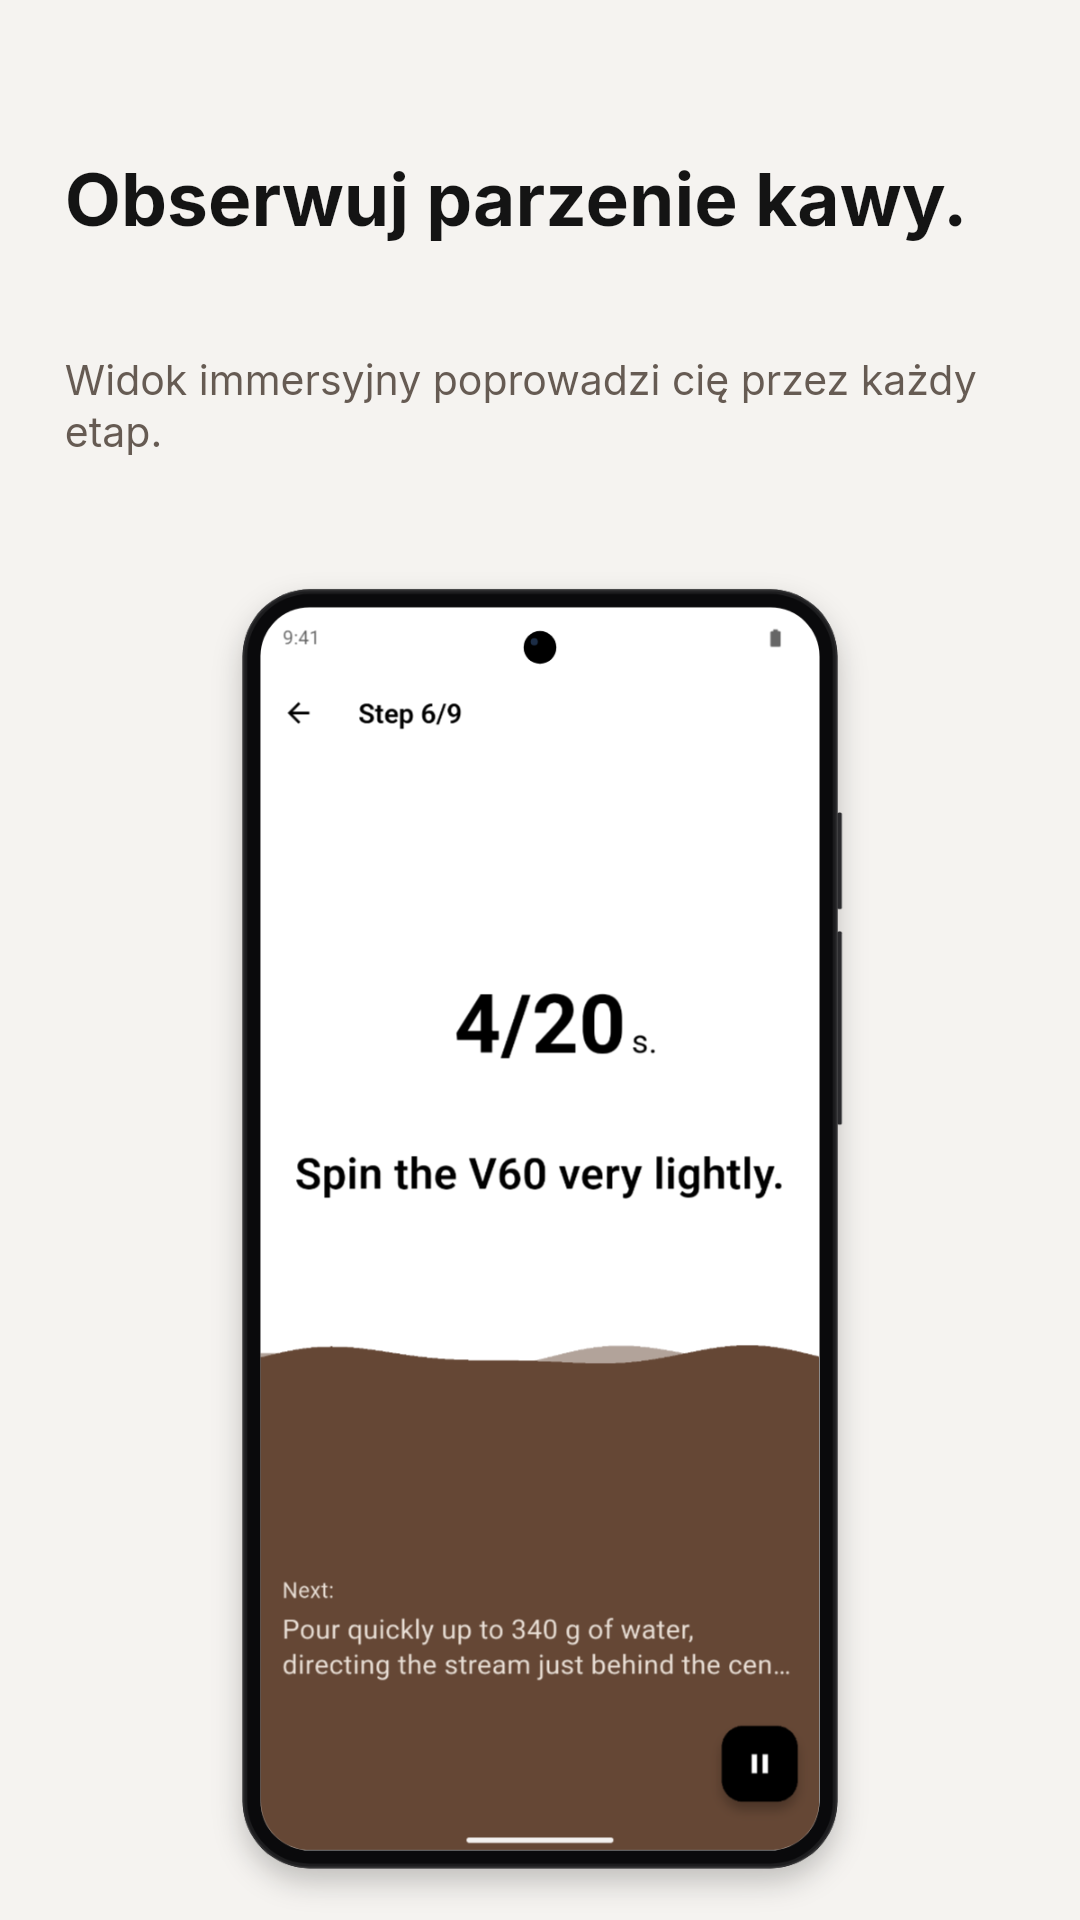 Obserwuj parzenie kawy.
Widok immersyjny poprowadzi cię przez każdy
etap.
9:41
Step 6/9
4/20 s.
Spin the V60 very lightly.
Next:
Pour quickly up to 340 g of water,
directing the stream just behind the cen...